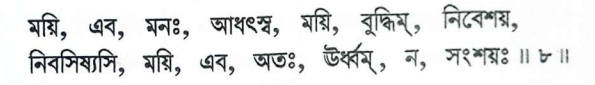 ময়ি, এব, মনঃ, আধৎস্ব, ময়ি, বুদ্ধিম্, নিবেশয়,
নিবসিষ্যসি, ময়ি, এব, অতঃ, ঊর্ধ্বম্, ন, সংশয়ঃ ॥ ৮ ॥